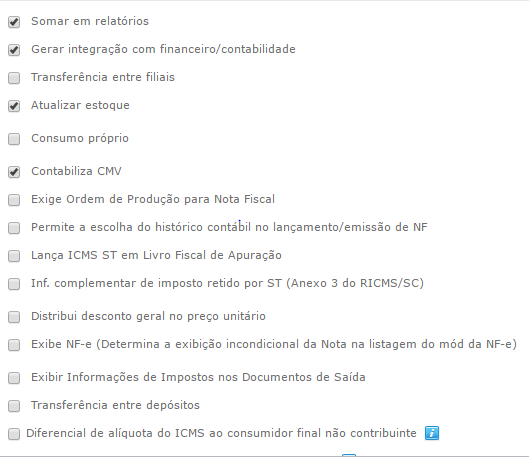 Somar em relatórios
Gerar integração com financeiro/contabilidade
Transferência entre filiais
Atualizar estoque
Consumo próprio
Contabiliza CMV
Exige Ordem de Produção para Nota Fiscal
Permite a escolha do histórico contábil no lançamento/emissão de NF
Lança ICMS ST em Livro Fiscal de Apuração
Inf. complementar de imposto retido por ST (Anexo 3 do RICMS/SC)
Distribui desconto geral no preço unitário
Exibe NF-e (Determina a exibição incondicional da Nota na listagem do mód da NF-e)
Exibir Informações de Impostos nos Documentos de Saída
Transferência entre depósitos
Diferencial de alíquota do ICMS ao consumidor final não contribuinte i